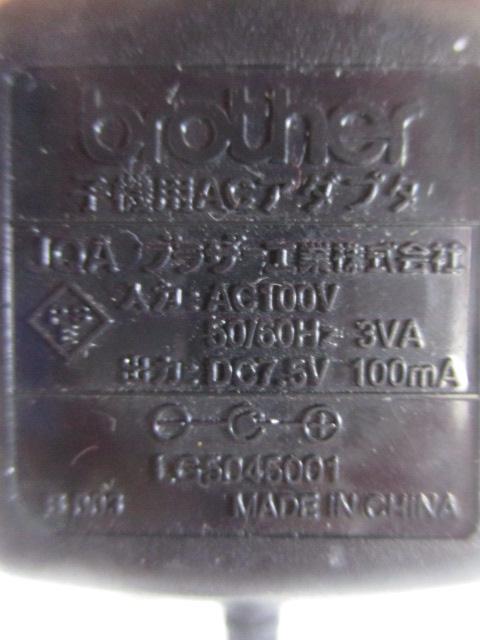 brother
子機用ACアダプタ
JQA ブラザー工業株式会社
入力:AC100V
50/60Hz 3VA
出力:DC7.5V 100mA
LG5045001
MADE IN CHINA